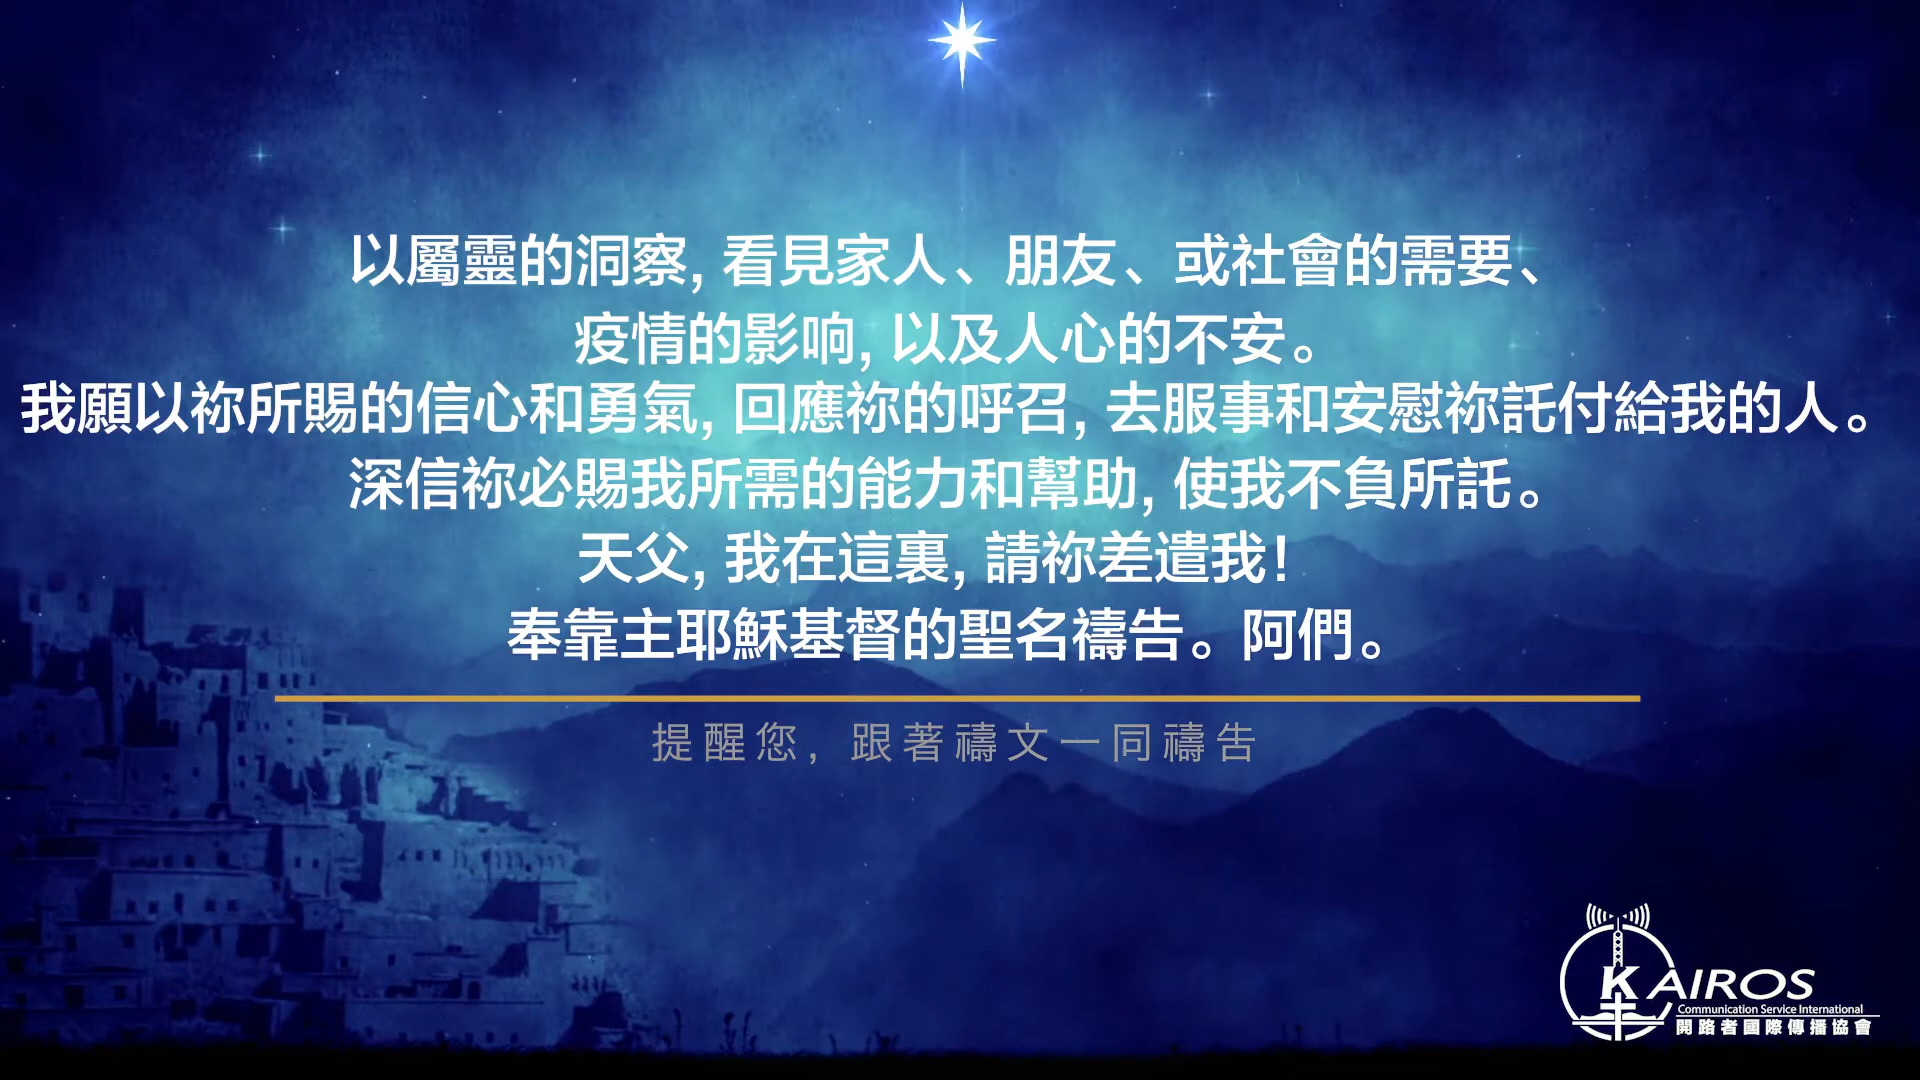 以屬靈的洞察, 看見家人、朋友、或社會的需要、
疫情的影响, 以及人心的不安。
我願以祢所賜的信心和勇氣, 回應祢的呼召, 去服事和安慰祢託付給我的人。
深信祢必賜我所需的能力和幫助, 使我不負所託。
天父, 我在這裏, 請祢差遣我!
奉靠主耶穌基督的聖名禱告。阿們。
提醒您, 跟著禱文一同禱告
KAIROS
Communication Service International
開路者國際傳播協會